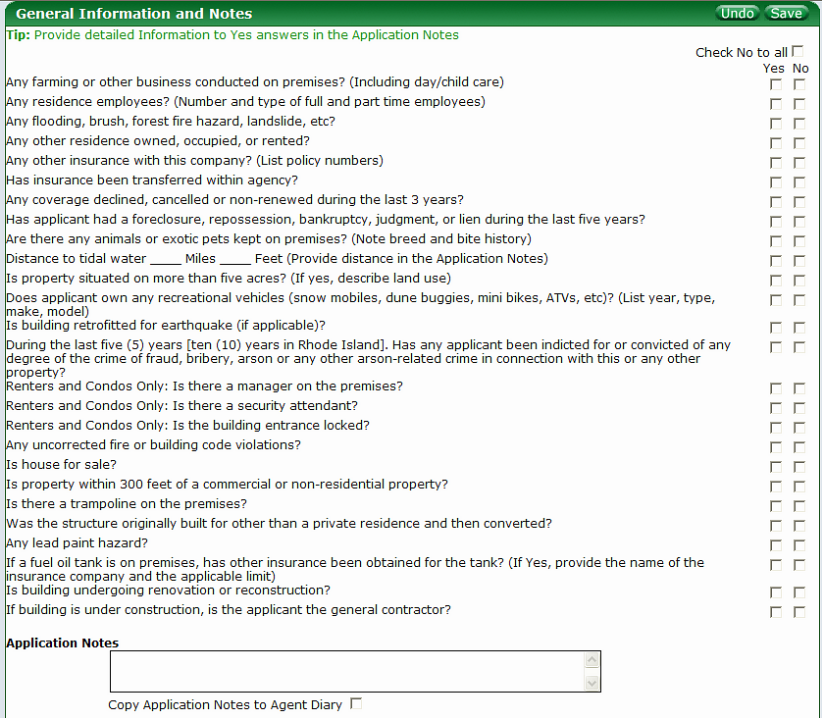 General Information and Notes Undo Save
Tip: Provide detailed Information to Yes answers in the Application Notes
Check No to all
Yes No
Any farming or other business conducted on premises? (Including day/child care)
Any residence employees? (Number and type of full and part time employees)
Any flooding, brush, forest fire hazard, landslide, etc?
Any other residence owned, occupied, or rented?
Any other insurance with this company? (List policy numbers)
Has insurance been transferred within agency?
Any coverage declined, cancelled or non-renewed during the last 3 years?
Has applicant had a foreclosure, repossession, bankruptcy, judgment, or lien during the last five years?
Are there any animals or exotic pets kept on premises? (Note breed and bite history)
Distance to tidal water ____ Miles ____ Feet (Provide distance in the Application Notes)
Is property situated on more than five acres? (If yes, describe land use)
Does applicant own any recreational vehicles (snow mobiles, dune buggies, mini bikes, ATVs, etc)? (List year, type,
make, model)
Is building retrofitted for earthquake (if applicable)?
During the last five (5) years [ten (10) years in Rhode Island]. Has any applicant been indicted for or convicted of any
degree of the crime of fraud, bribery, arson or any other arson-related crime in connection with this or any other
property?
Renters and Condos Only: Is there a manager on the premises?
Renters and Condos Only: Is there a security attendant?
Renters and Condos Only: Is the building entrance locked?
Any uncorrected fire or building code violations?
Is house for sale?
Is property within 300 feet of a commercial or non-residential property?
Is there a trampoline on the premises?
Was the structure originally built for other than a private residence and then converted?
Any lead paint hazard?
If a fuel oil tank is on premises, has other insurance been obtained for the tank? (If Yes, provide the name of the
insurance company and the applicable limit)
Is building undergoing renovation or reconstruction?
If building is under construction, is the applicant the general contractor?
Application Notes
Copy Application Notes to Agent Diary